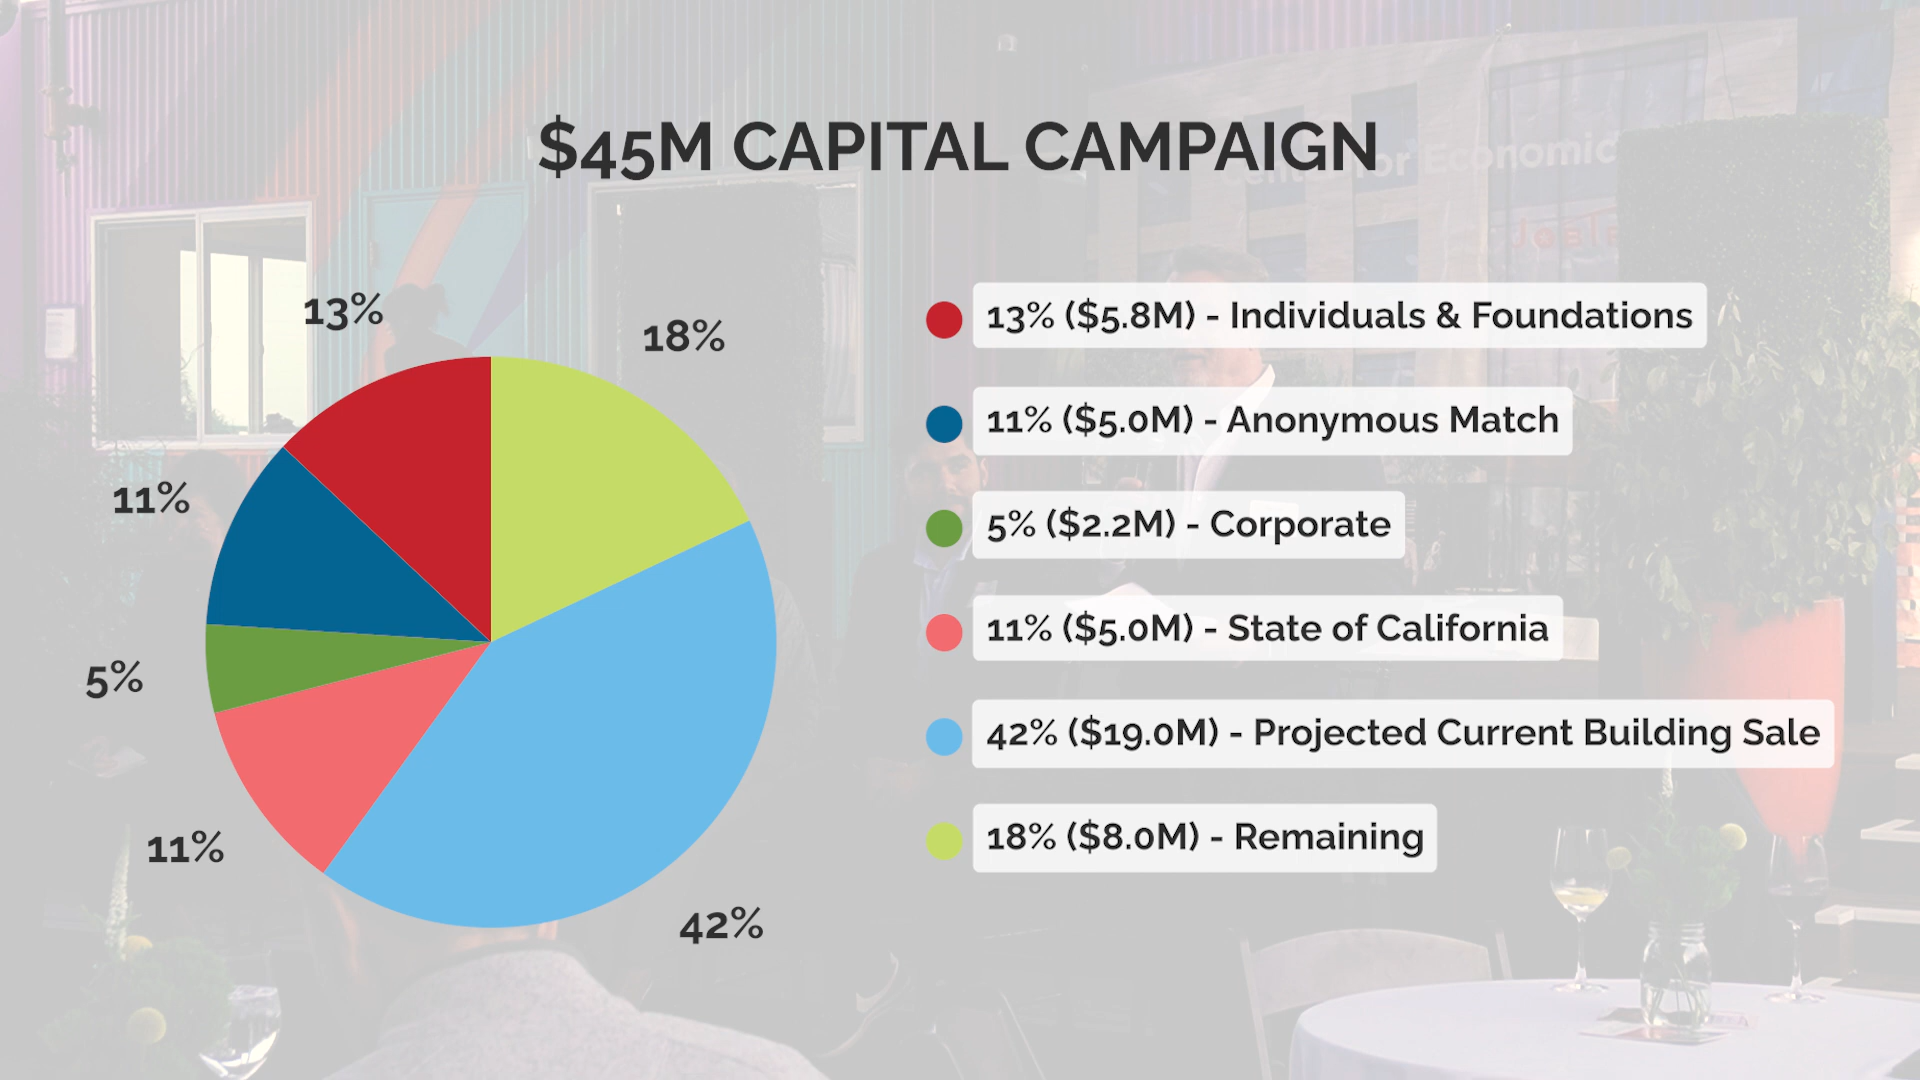 $45M CAPITAL CAMPAIGN
or Economic
13%
18%
11%
5%
11%
42%
13% ($5.8M) - Individuals & Foundations
11% ($5.0M) - Anonymous Match
5% ($2.2M) - Corporate
11% ($5.0M) - State of California
42% ($19.0M) - Projected Current Building Sale
18% ($8.0M) - Remaining